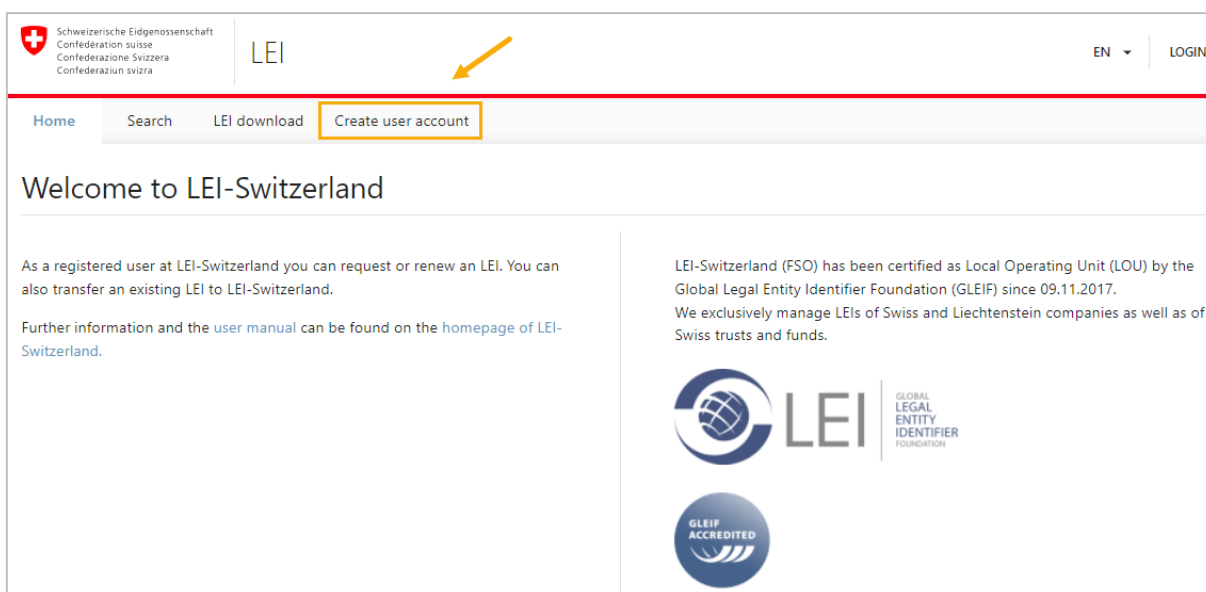 Schweizerische Eidgenossenschaft
Confédération suisse
Confederazione Svizzera
Confederaziun svizra
LEI
EN
LOGIN
Home
Search
LEI download
Create user account
Welcome to LEI-Switzerland
As a registered user at LEI-Switzerland you can request or renew an LEI. You can
also transfer an existing LEI to LEI-Switzerland.
Further information and the user manual can be found on the homepage of LEI-
Switzerland.
LEI-Switzerland (FSO) has been certified as Local Operating Unit (LOU) by the
Global Legal Entity Identifier Foundation (GLEIF) since 09.11.2017.
We exclusively manage LEIs of Swiss and Liechtenstein companies as well as of
Swiss trusts and funds.
LEI
GLOBAL
LEGAL
ENTITY
IDENTIFIER
FOUNDATION
GLEIF
ACCREDITED